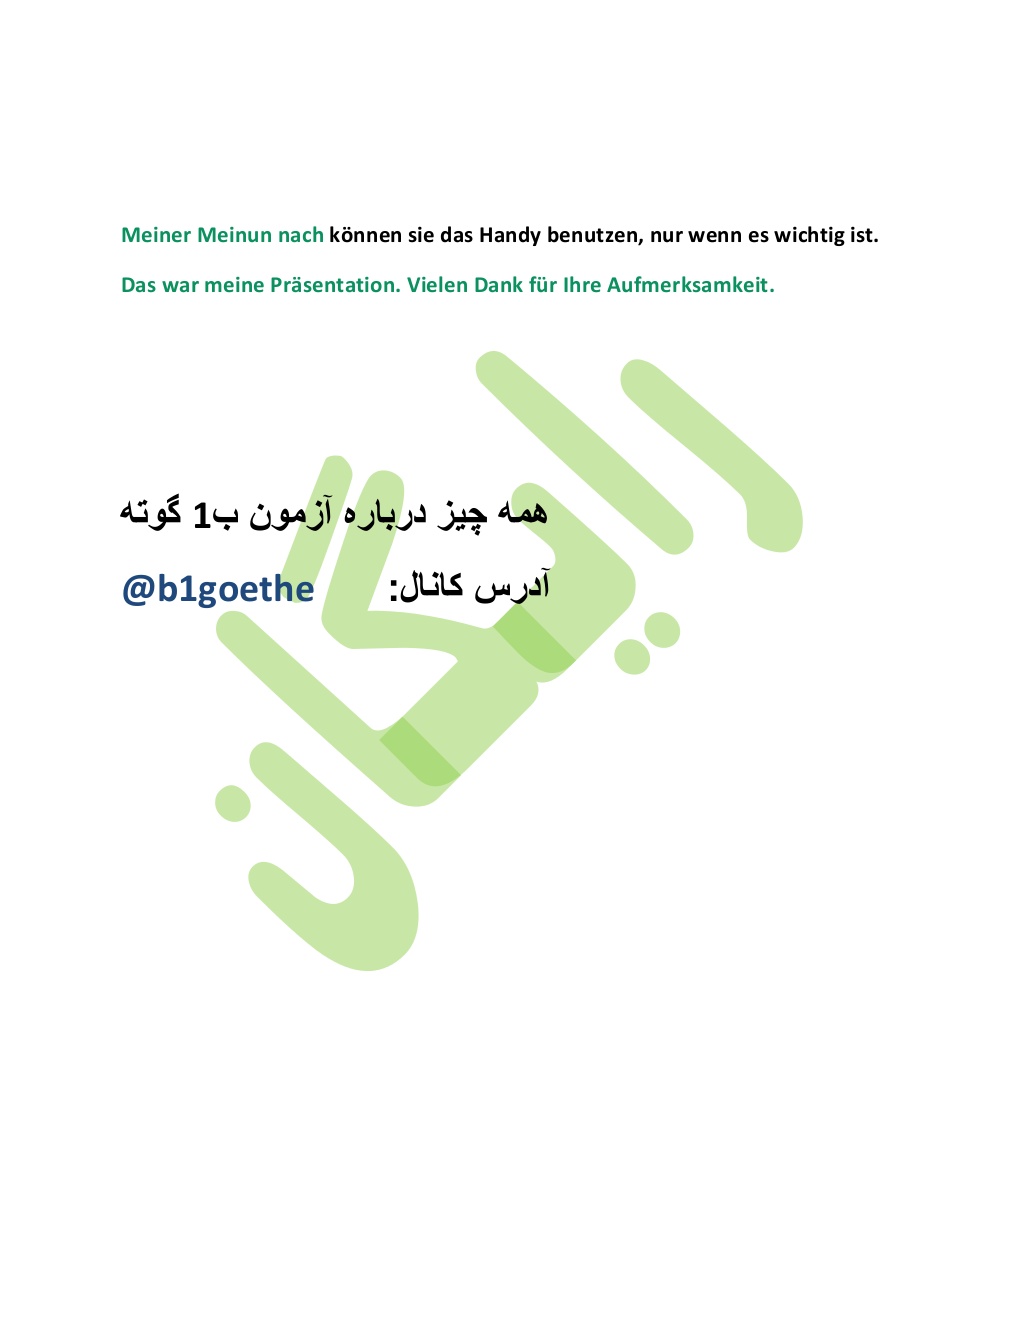 Meiner Meinun nach können sie das Handy benutzen, nur wenn es wichtig ist.
Das war meine Präsentation. Vielen Dank für Ihre Aufmerksamkeit.
همه چیز درباره آزمون ب1 گوته
آدرس کانال: @b1goethe
رایگان